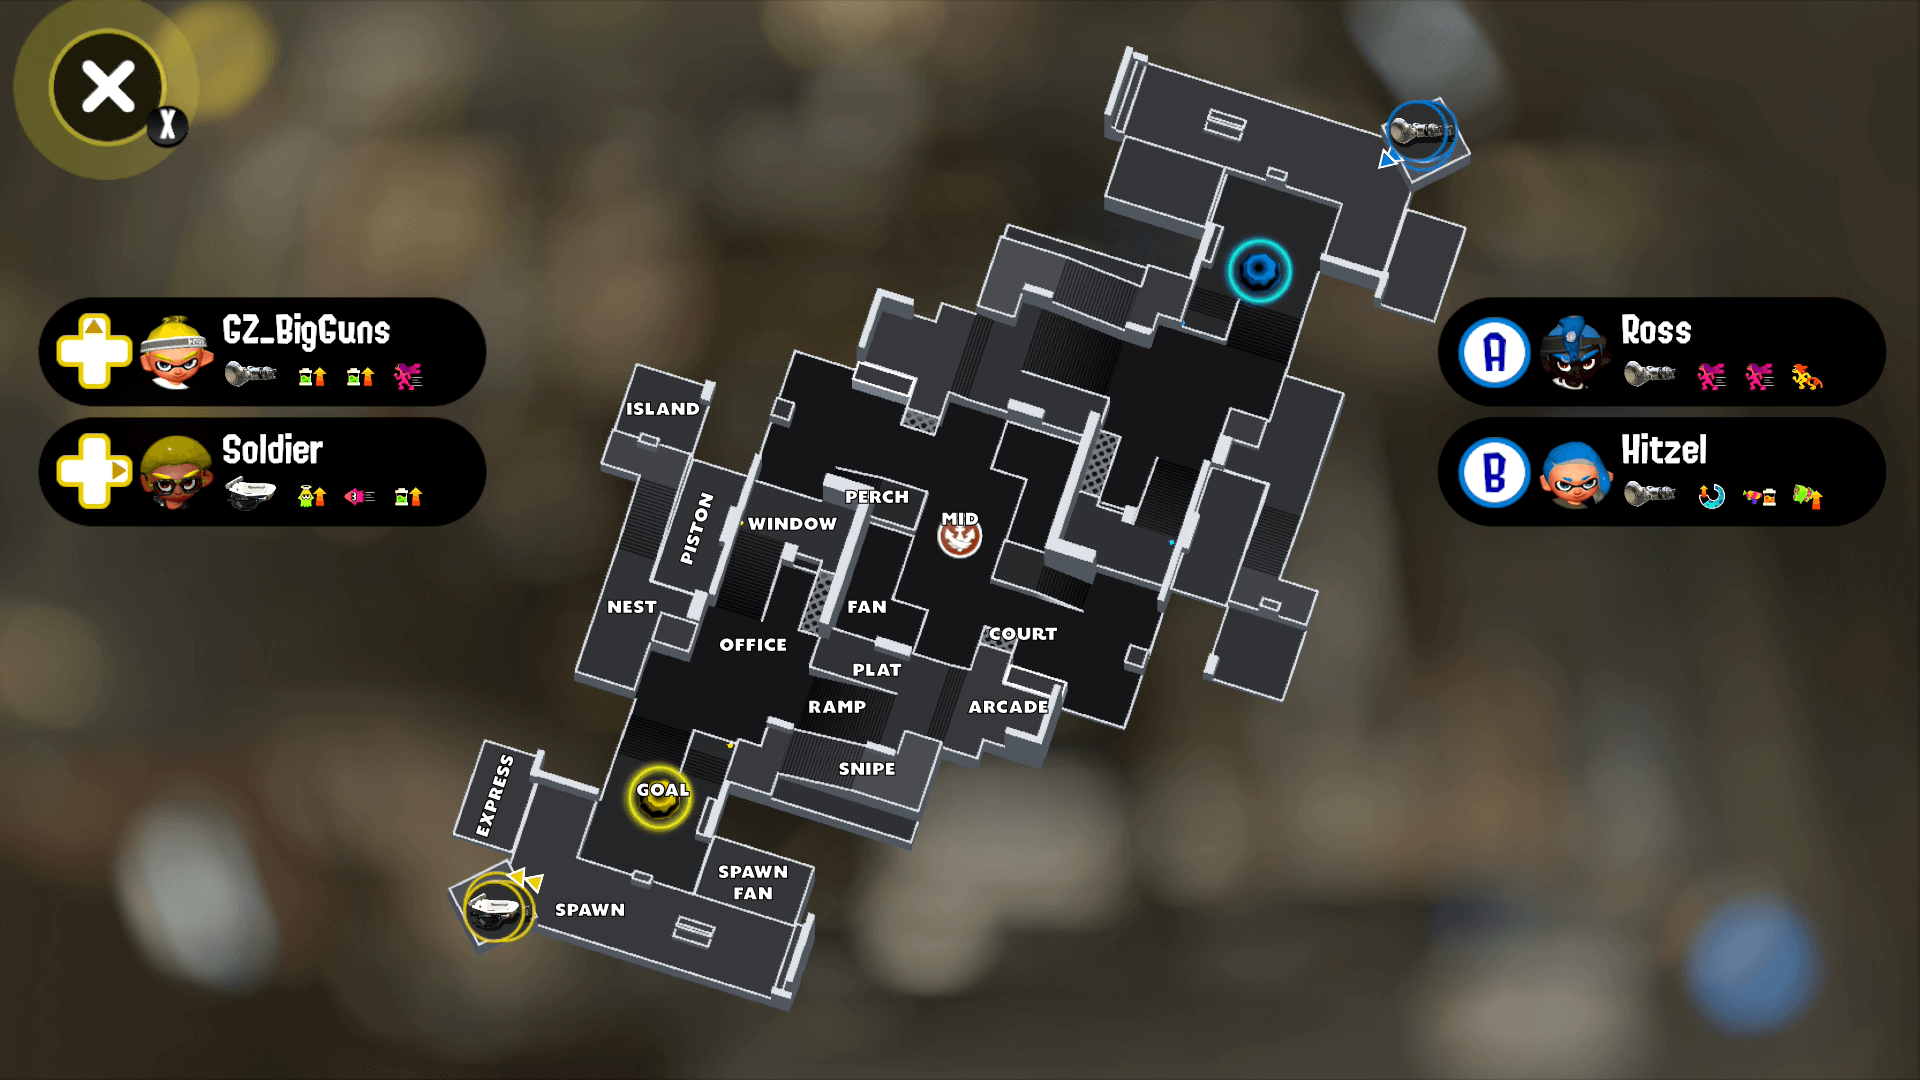 X
GZ_BigGuns
Soldier
A
Ross
B
Hitzel
ISLAND
PISTON
PERCH
WINDOW
MID
NEST
FAN
OFFICE
COURT
PLAT
RAMP
ARCADE
SNIPE
GOAL
EXPRESS
SPAWN
FAN
SPAWN